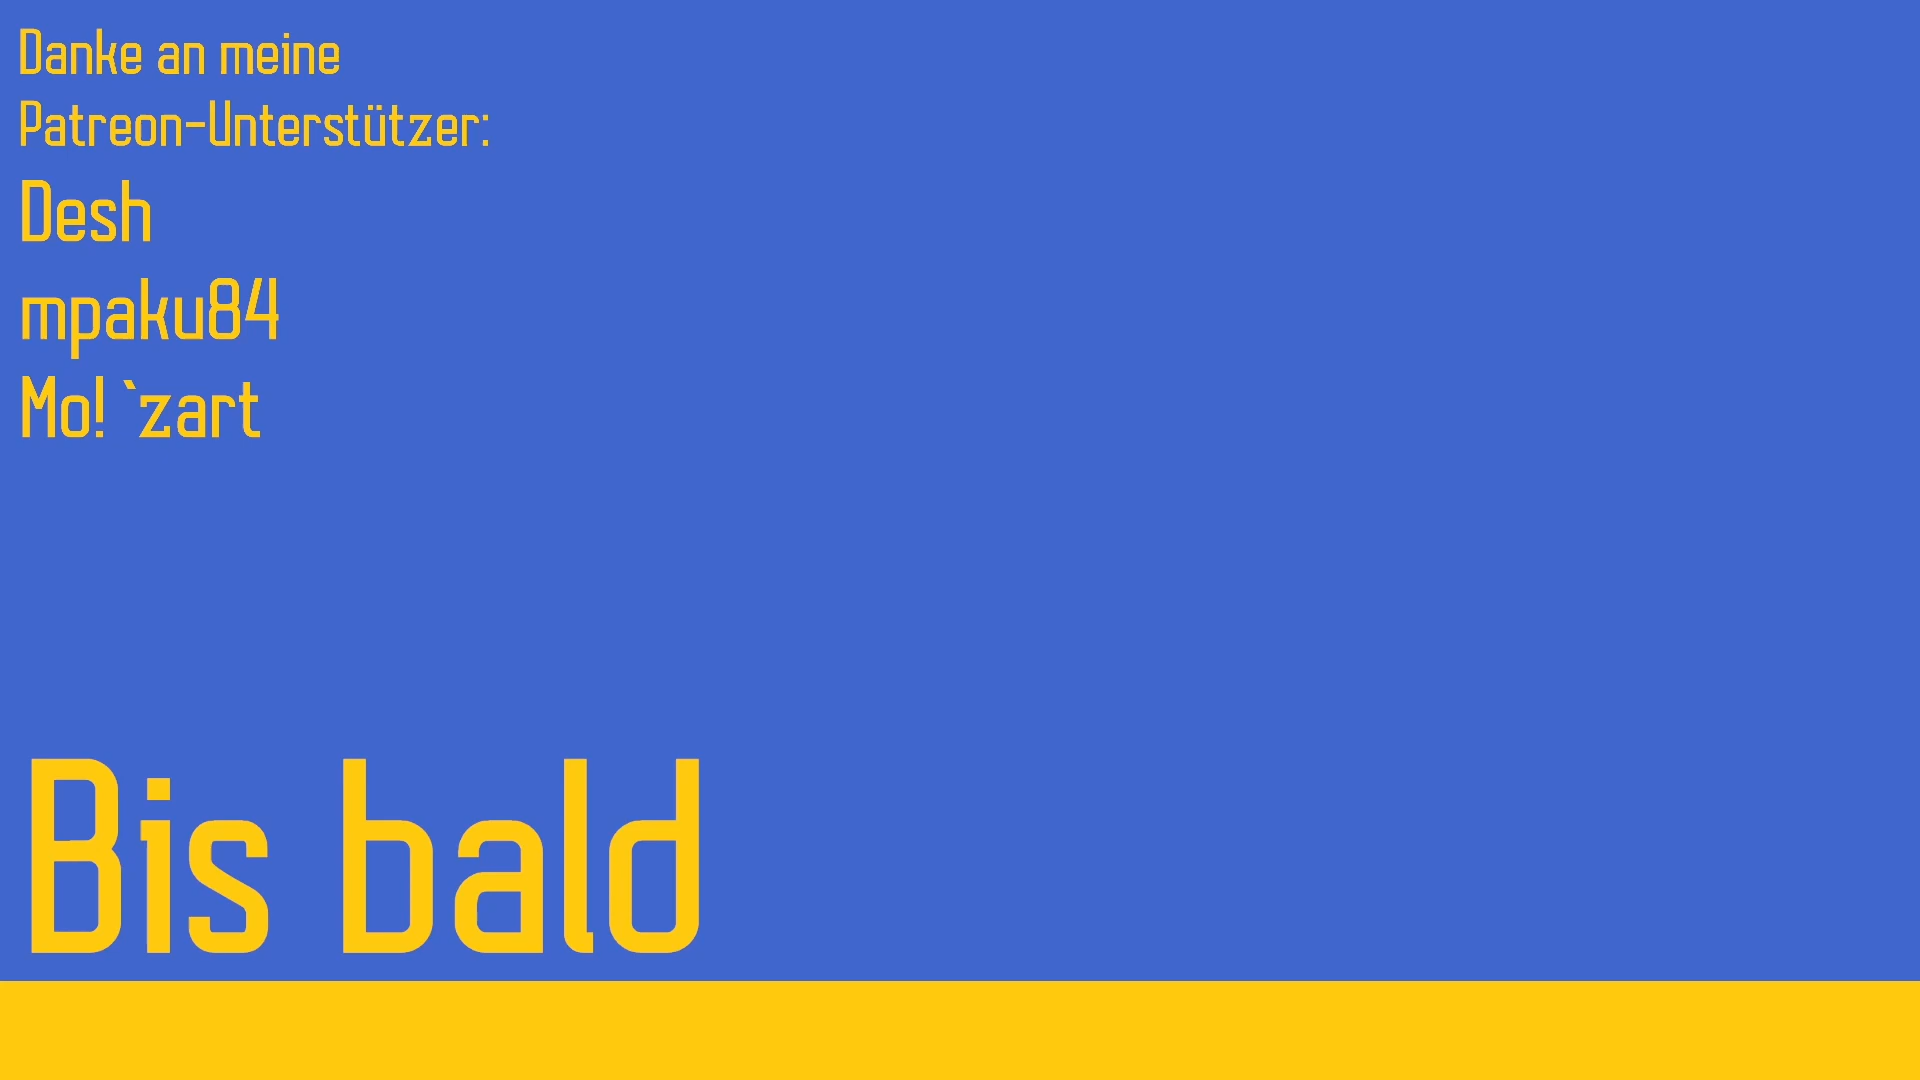 Danke an meine
Patreon-Unterstützer:
Desh
mpaku84
Mo! `zart
Bis bald